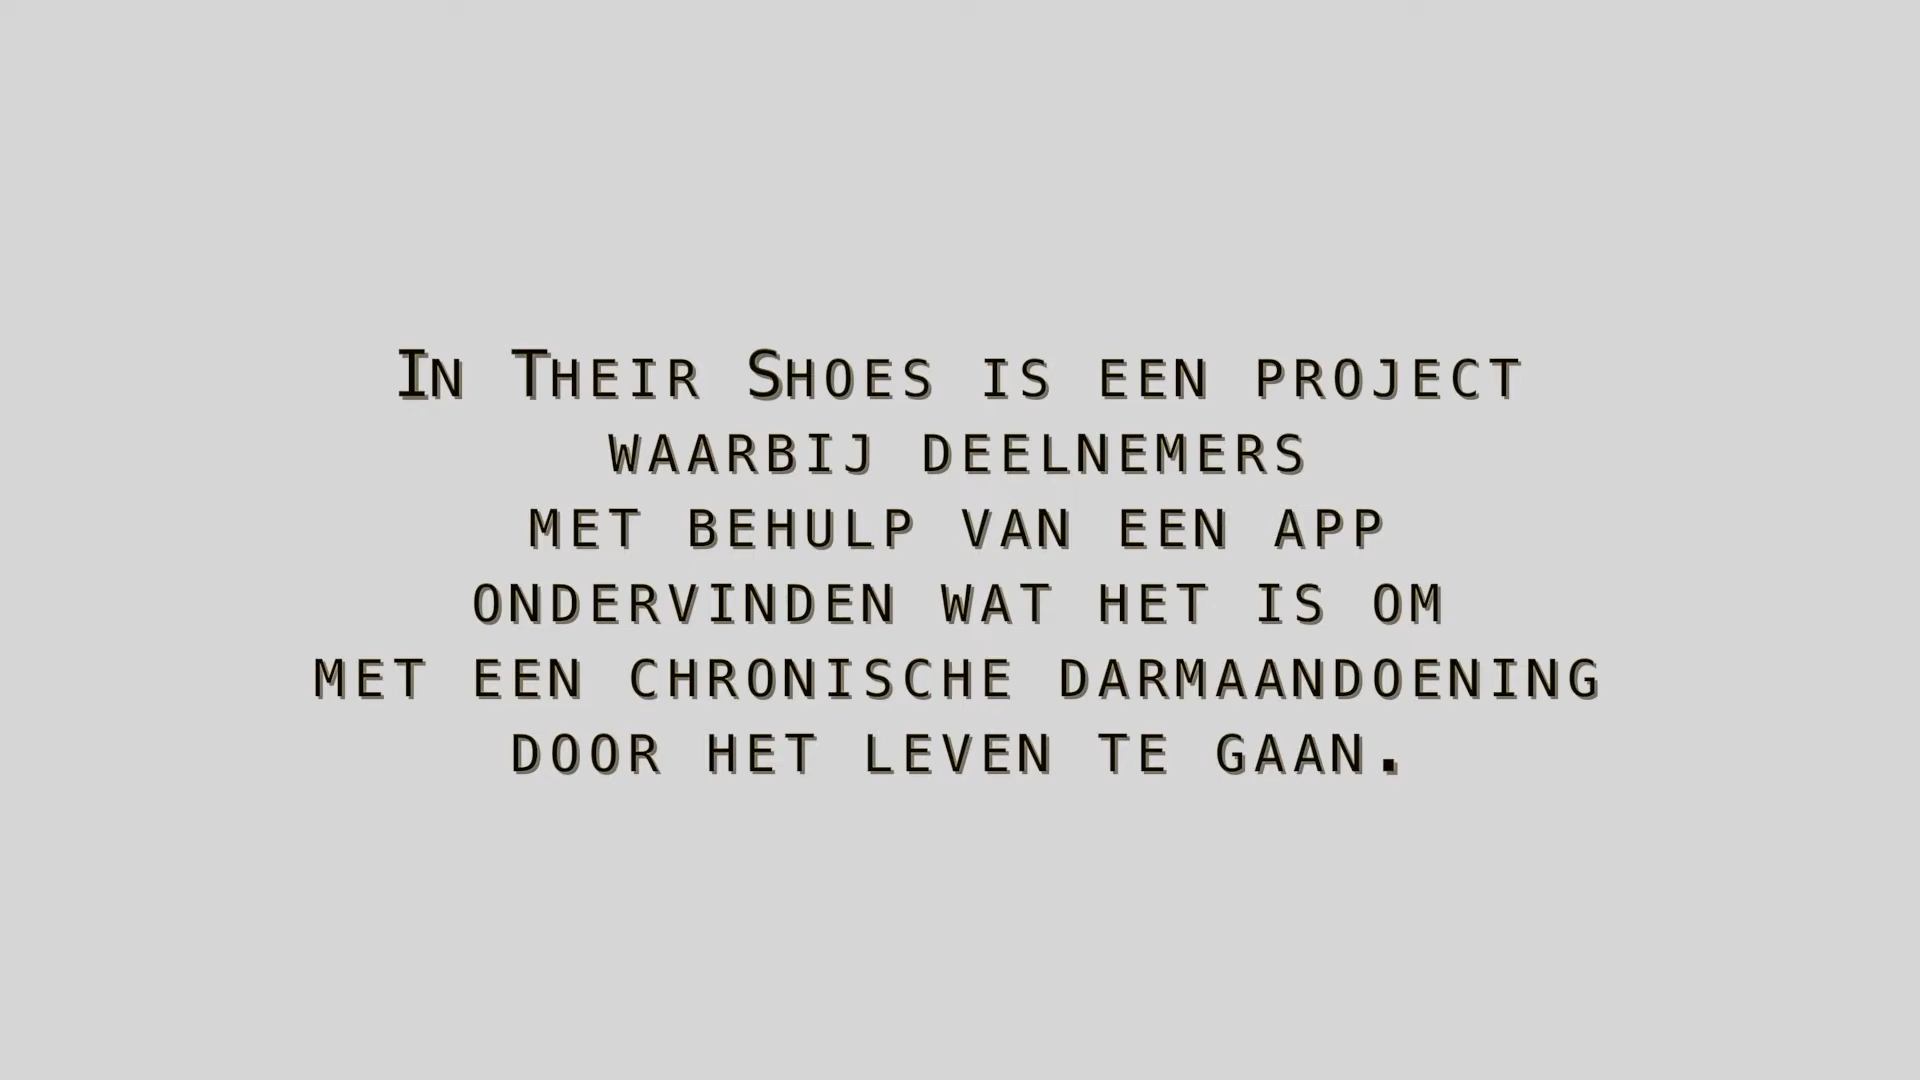 In Their Shoes is een project
waarbij deelnemers
met behulp van een app
ondervinden wat het is om
met een chronische darmaandoening
door het leven te gaan.